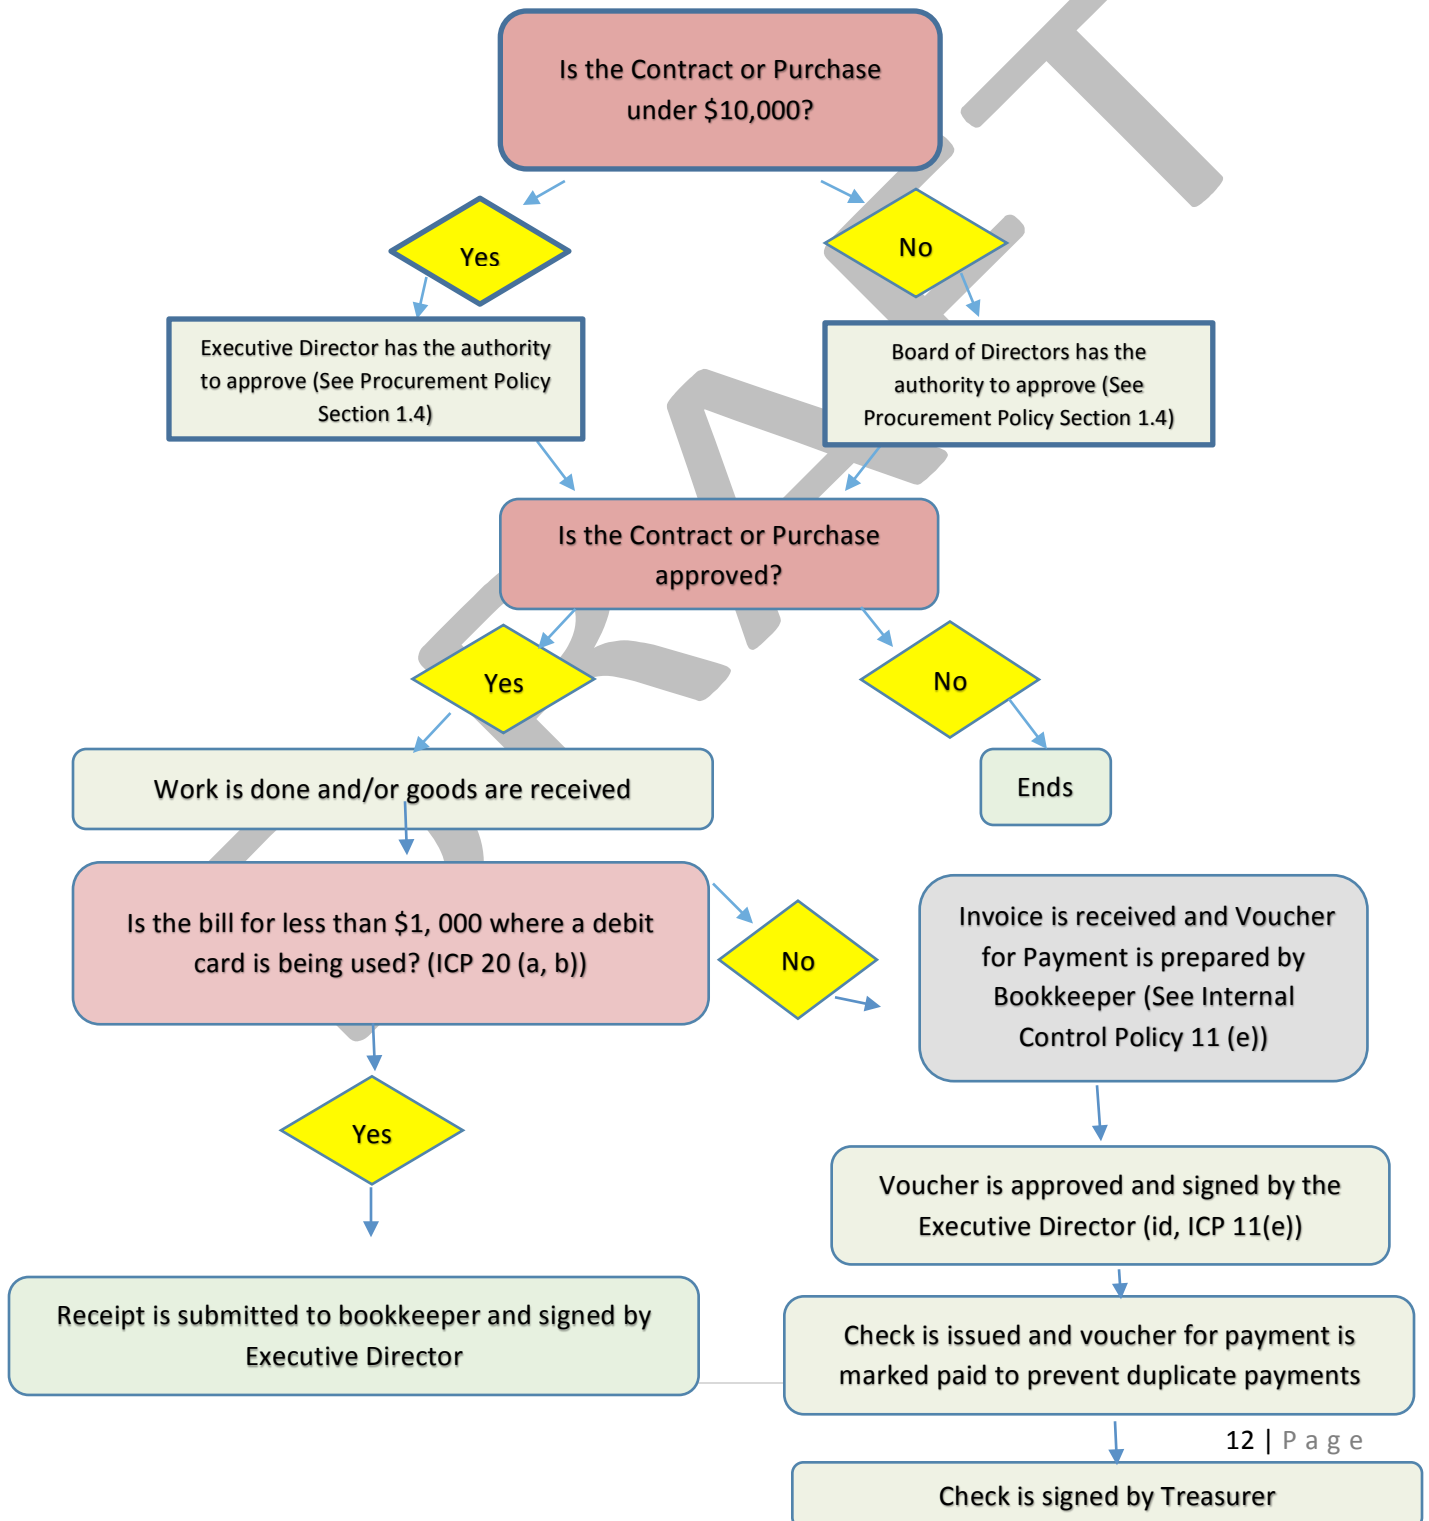 Is the Contract or Purchase
under $10,000?
Yes
No
Executive Director has the authority
to approve (See Procurement Policy
Section 1.4)
Board of Directors has the
authority to approve (See
Procurement Policy Section 1.4)
Is the Contract or Purchase
approved?
Yes
No
Work is done and/or goods are received
Ends
Is the bill for less than $1, 000 where a debit
card is being used? (ICP 20 (a, b))
No
Invoice is received and Voucher
for Payment is prepared by
Bookkeeper (See Internal
Control Policy 11 (e))
Yes
Voucher is approved and signed by the
Executive Director (id, ICP 11(e))
Receipt is submitted to bookkeeper and signed by
Executive Director
Check is issued and voucher for payment is
marked paid to prevent duplicate payments
12 | P a g e
Check is signed by Treasurer
DRAFT